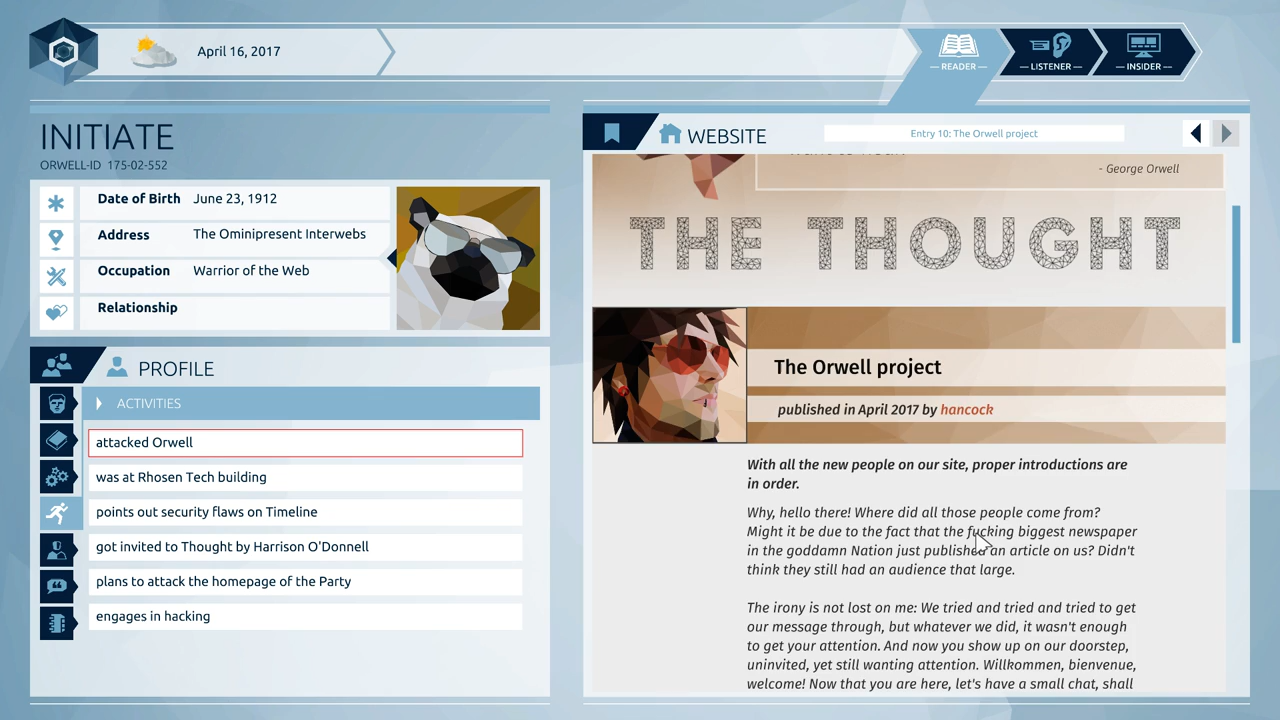 April 16, 2017
— READER —
— LISTENER —
— INSIDER —
INITIATE
ORWELL-ID 175-02-552
Date of Birth June 23, 1912
Address The Ominipresent Interwebs
Occupation Warrior of the Web
Relationship
PROFILE
ACTIVITIES
attacked Orwell
was at Rhosen Tech building
points out security flaws on Timeline
got invited to Thought by Harrison O'Donnell
plans to attack the homepage of the Party
engages in hacking
WEBSITE
Entry 10: The Orwell project
- George Orwell
THE THOUGHT
The Orwell project
published in April 2017 by hancock
With all the new people on our site, proper introductions are
in order.
Why, hello there! Where did all those people come from?
Might it be due to the fact that the fucking biggest newspaper
in the goddamn Nation just published an article on us? Didn't
think they still had an audience that large.
The irony is not lost on me: We tried and tried and tried to get
our message through, but whatever we did, it wasn't enough
to get your attention. And now you show up on our doorstep,
uninvited, yet still wanting attention. Willkommen, bienvenue,
welcome! Now that you are here, let's have a small chat, shall